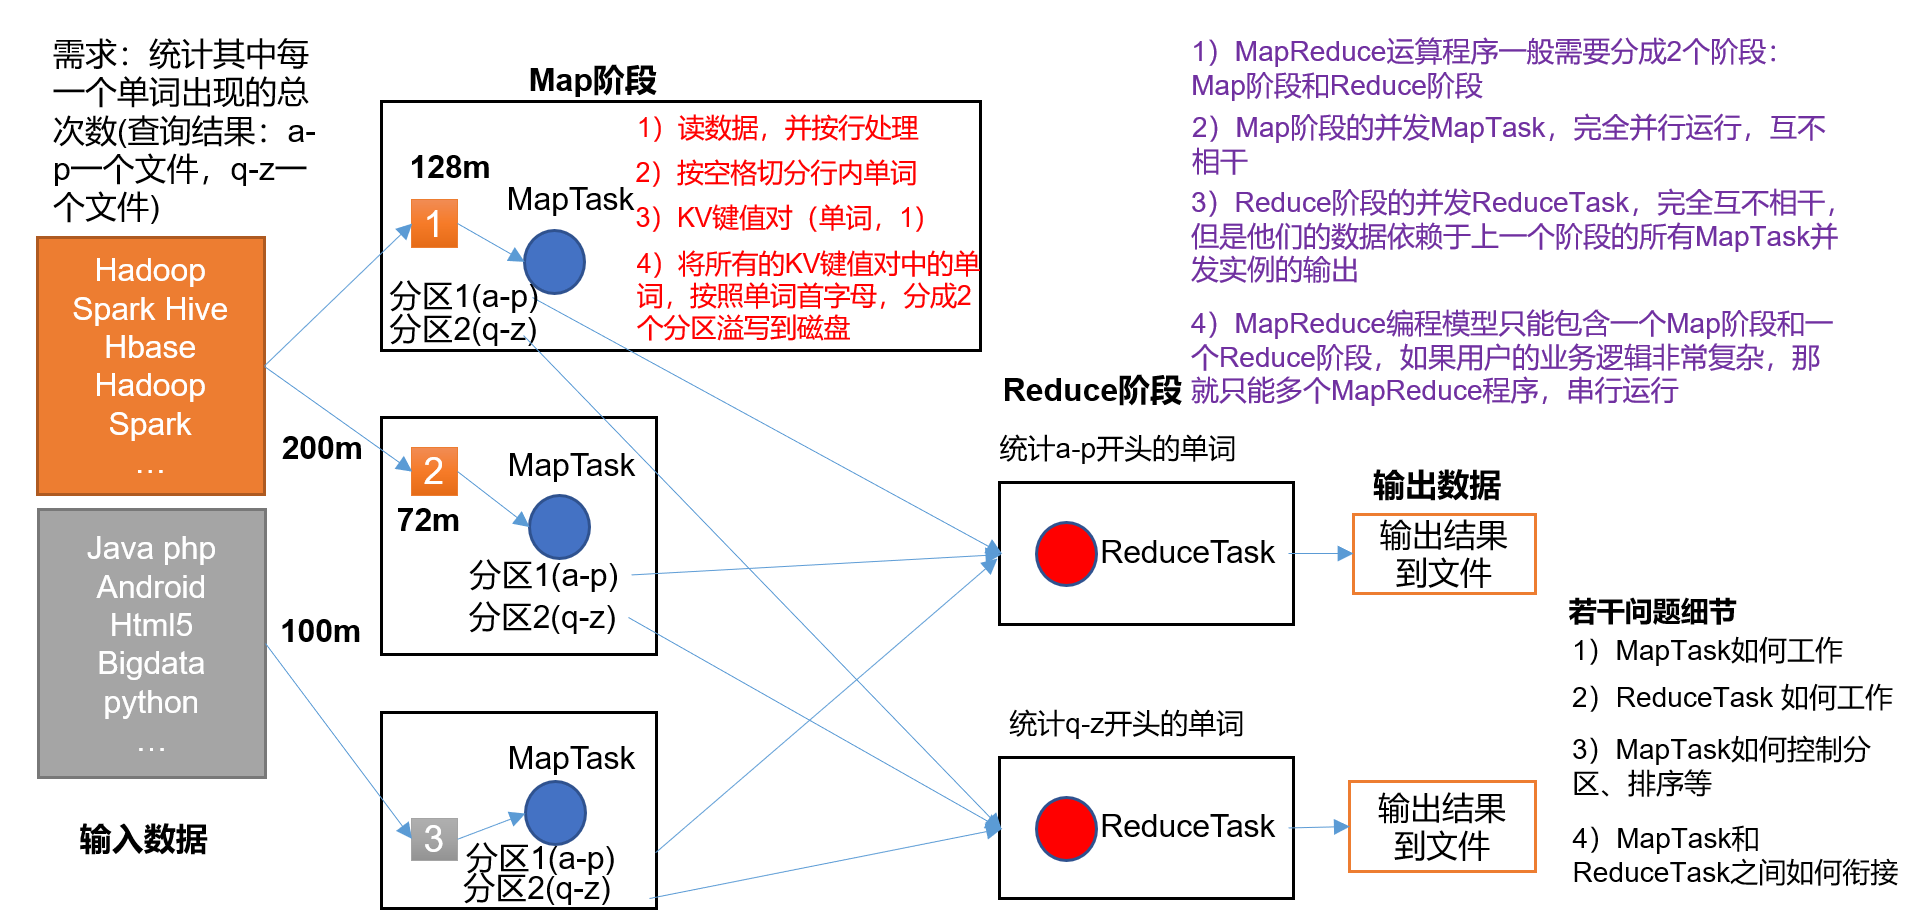 需求：统计其中每
一个单词出现的总
次数(查询结果：a-
p一个文件，q-z一
个文件)
Hadoop
Spark Hive
Hbase
Hadoop
Spark
…
Java php
Android
Html5
Bigdata
python
…
输入数据
200m
100m
Map阶段
128m
1
MapTask
分区1(a-p)
分区2(q-z)
1）读数据，并按行处理
2）按空格切分行内单词
3）KV键值对（单词，1）
4）将所有的KV键值对中的单
词，按照单词首字母，分成2
个分区溢写到磁盘
2
72m
MapTask
分区1(a-p)
分区2(q-z)
3
MapTask
分区1(a-p)
分区2(q-z)
1）MapReduce运算程序一般需要分成2个阶段：
Map阶段和Reduce阶段
2）Map阶段的并发MapTask，完全并行运行，互不
相干
3）Reduce阶段的并发ReduceTask，完全互不相干，
但是他们的数据依赖于上一个阶段的所有MapTask并
发实例的输出
4）MapReduce编程模型只能包含一个Map阶段和一
个Reduce阶段，如果用户的业务逻辑非常复杂，那
就只能多个MapReduce程序，串行运行
Reduce阶段
统计a-p开头的单词
ReduceTask
输出数据
输出结果
到文件
统计q-z开头的单词
ReduceTask
输出结果
到文件
若干问题细节
1）MapTask如何工作
2）ReduceTask 如何工作
3）MapTask如何控制分
区、排序等
4）MapTask和
ReduceTask之间如何衔接